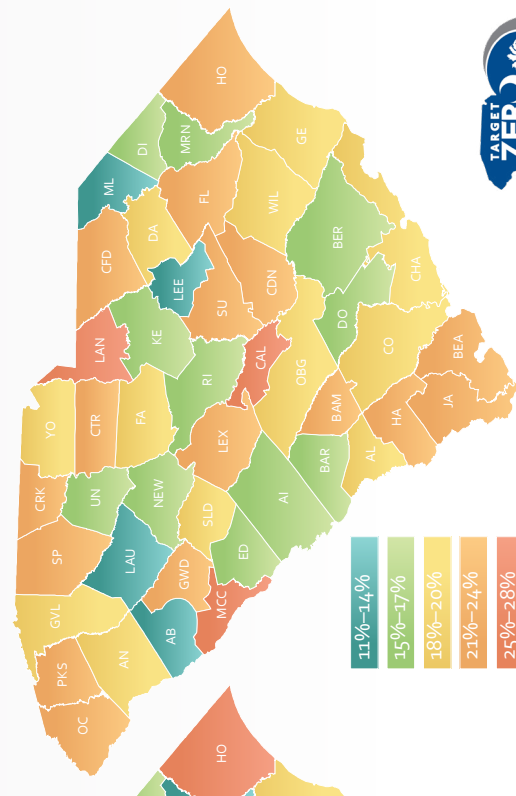 OC
PKS
GVL
AN
SP
CRK
YO
UN
CTR
LAU
AB
GWD
MCC
NEW
FA
LAN
CFD
ML
DI
MRN
HO
KE
DA
LEE
FL
SLD
ED
LEX
RI
CAL
SU
CDN
WIL
GE
AI
BAR
OBG
BAM
AL
DO
BER
CO
CHA
HA
JA
BEA
11%–14%
15%–17%
18%–20%
21%–24%
25%–28%
HO
TARGET
ZER